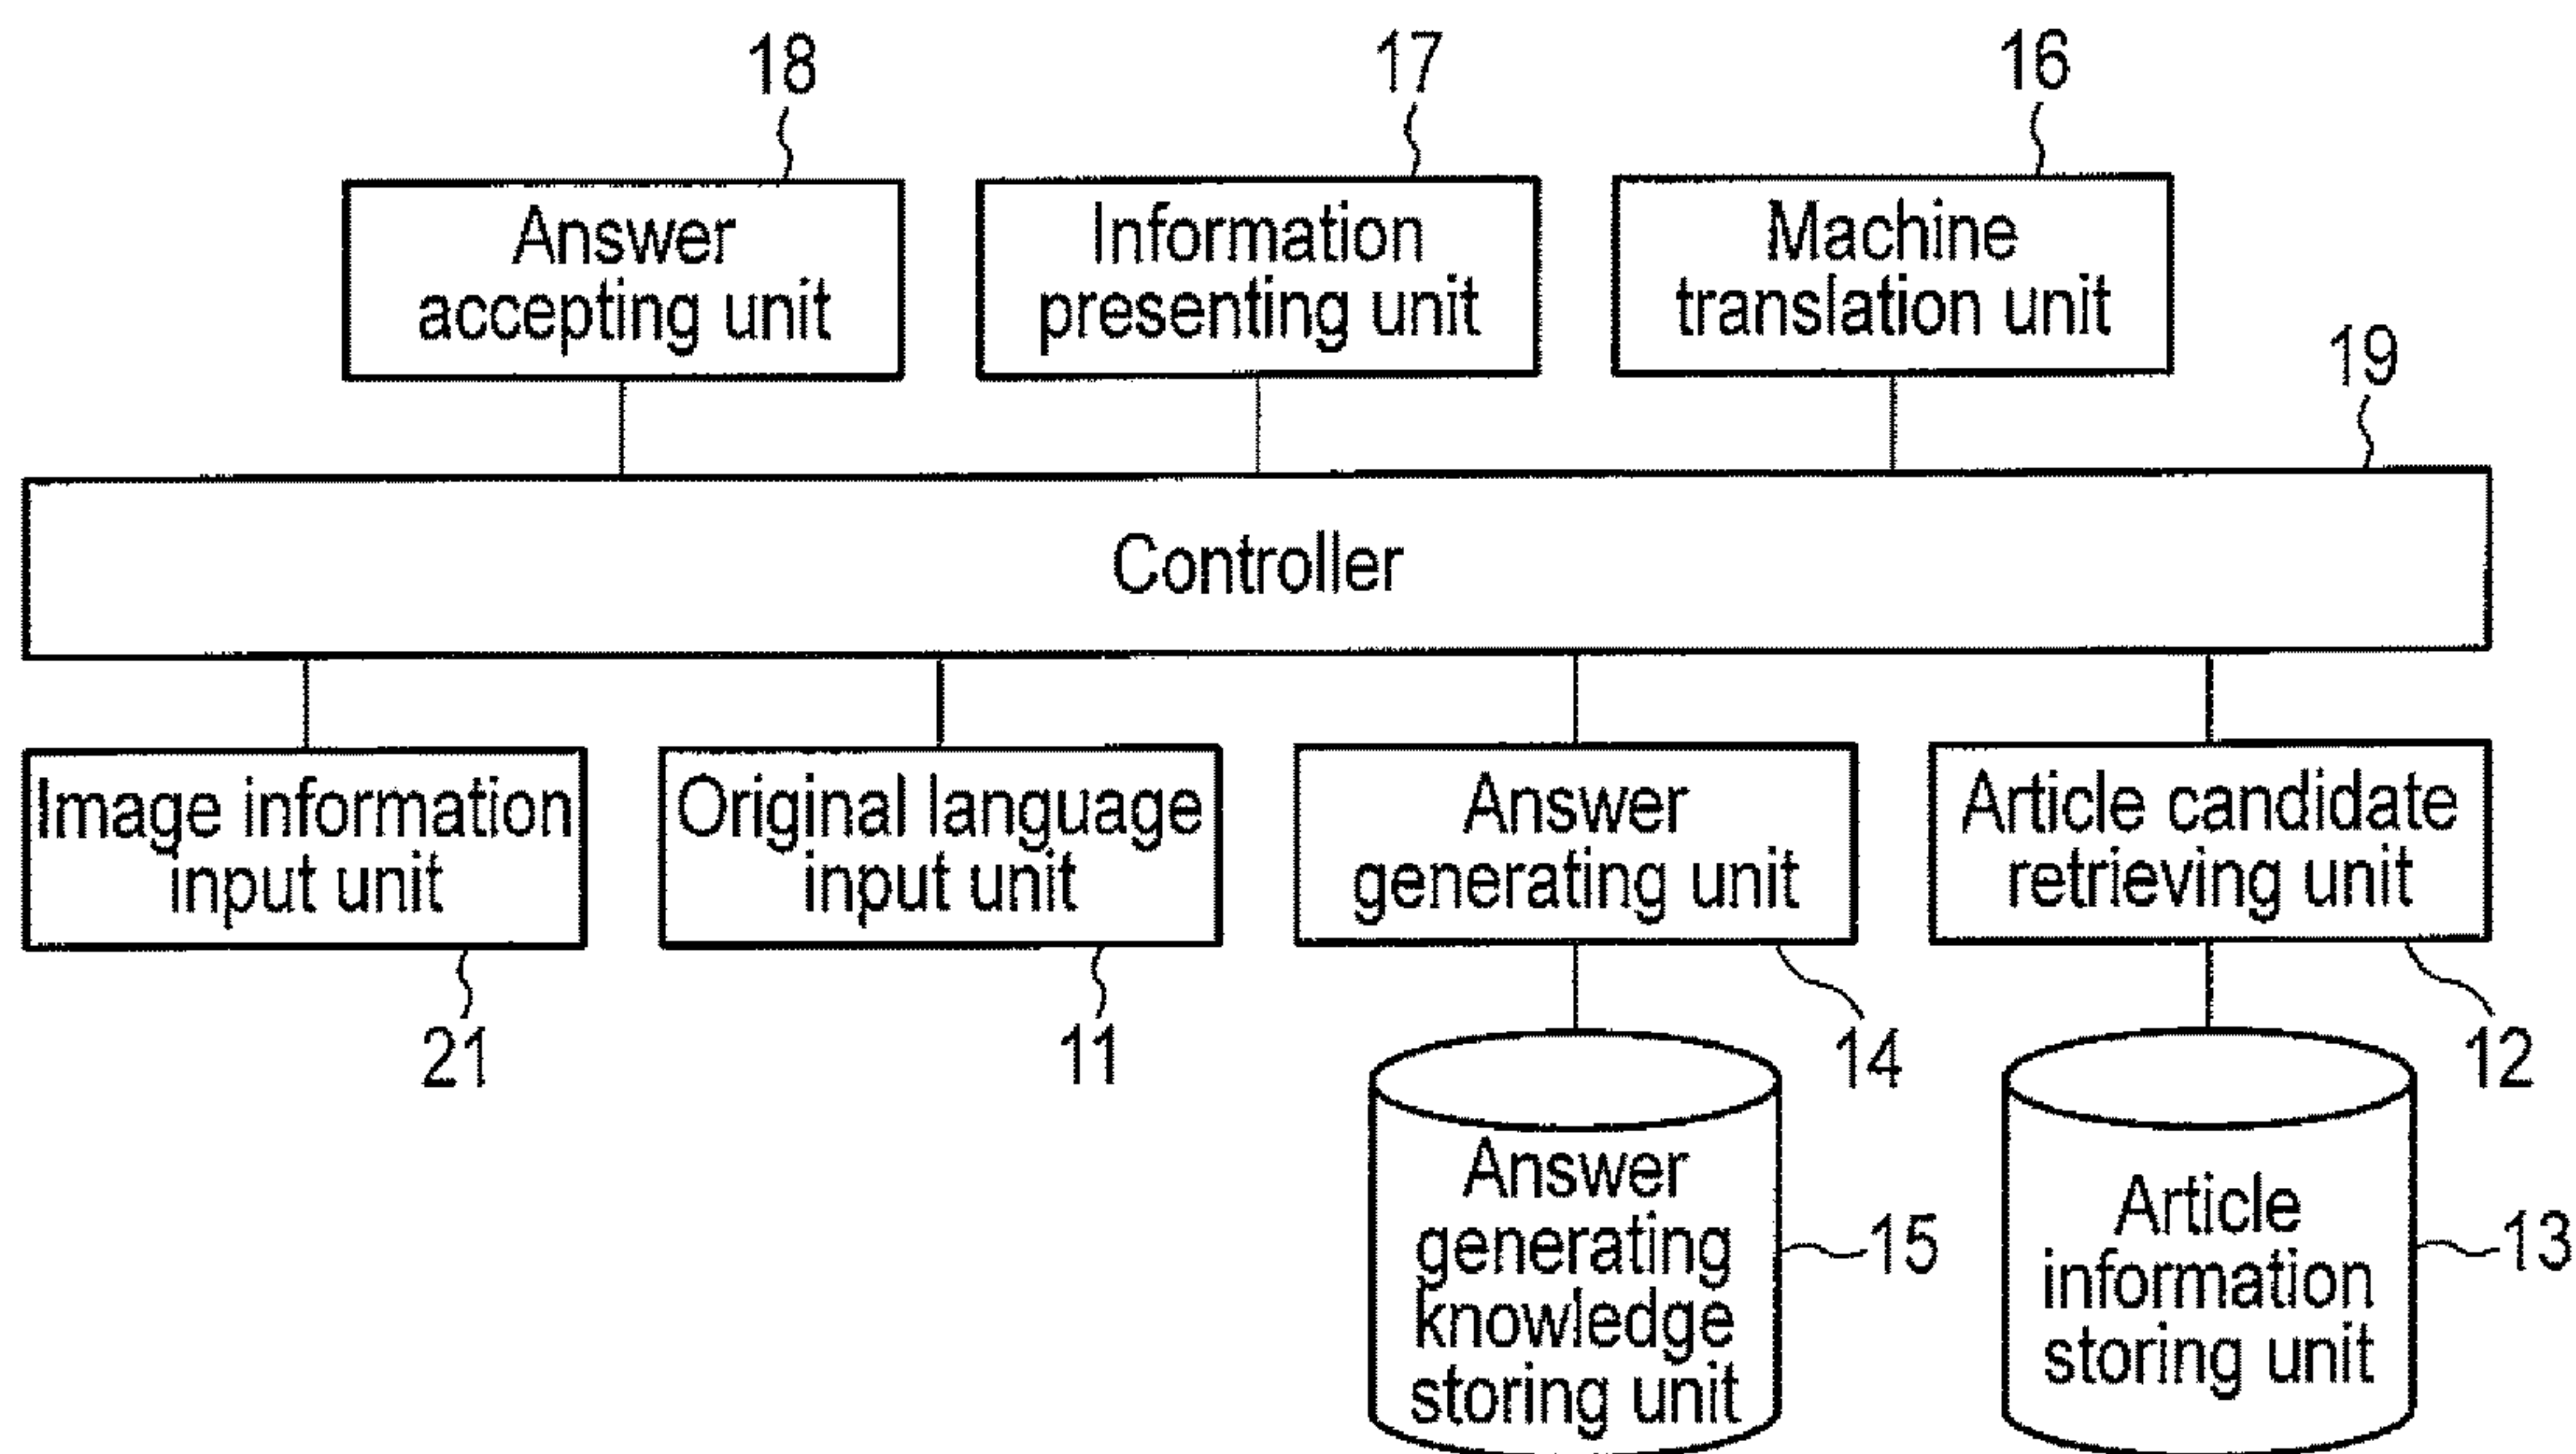 18
17
16
Answer
accepting unit
Information
presenting unit
Machine
translation unit
19
Controller
Image information
input unit
Original language
input unit
Answer
generating unit
Article candidate
retrieving unit
21
11
14
12
Answer
generating
knowledge
storing unit
15
Article
information
storing unit
13